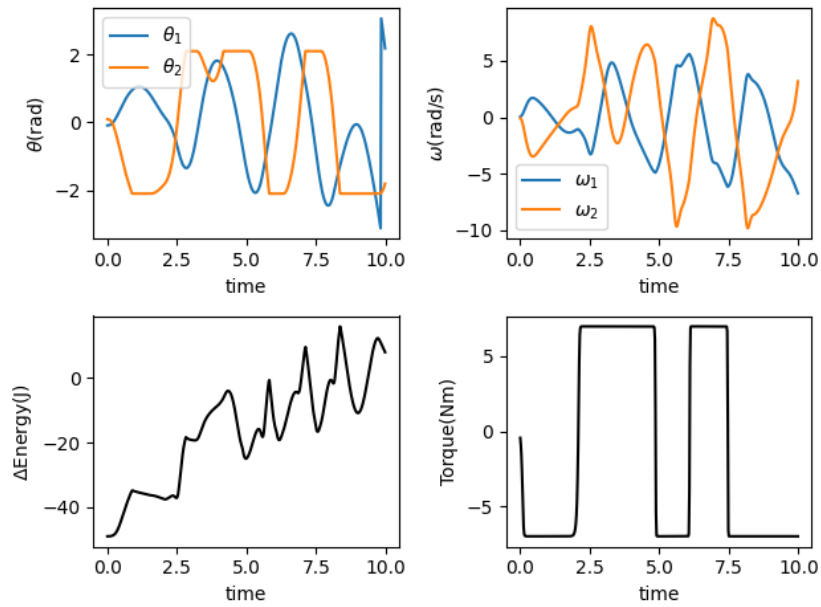 θ(rad)
2
0
−2
θ₁
θ₂
0.0 2.5 5.0 7.5 10.0
time
ω(rad/s)
5
0
−5
−10
ω₁
ω₂
0.0 2.5 5.0 7.5 10.0
time
ΔEnergy(J)
0
−20
−40
0.0 2.5 5.0 7.5 10.0
time
Torque(Nm)
5
0
−5
0.0 2.5 5.0 7.5 10.0
time